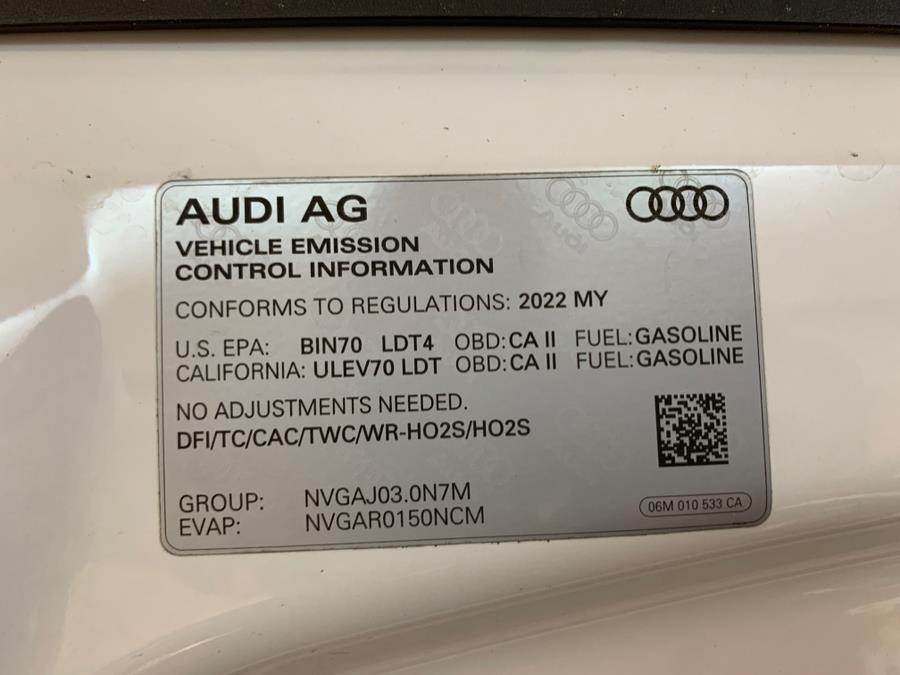 AUDI AG
VEHICLE EMISSION
CONTROL INFORMATION
CONFORMS TO REGULATIONS: 2022 MY
U.S. EPA: BIN70 LDT4 OBD: CA II FUEL: GASOLINE
CALIFORNIA: ULEV70 LDT OBD: CA II FUEL: GASOLINE
NO ADJUSTMENTS NEEDED.
DFI/TC/CAC/TWC/WR-HO2S/HO2S
GROUP: NVGAJ03.0N7M
EVAP: NVGAR0150NCM
06M 010 533 CA